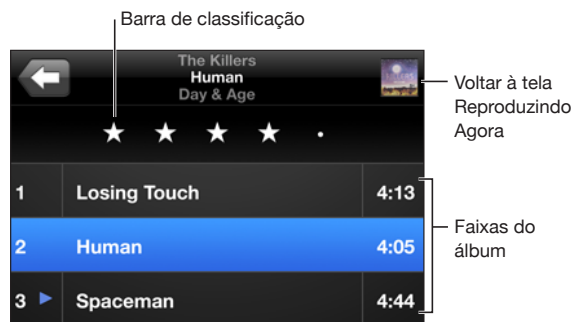 Barra de classificação
The Killers
Human
Day & Age
Voltar à tela
Reproduzindo
Agora
1 Losing Touch 4:13
2 Human 4:05
3 Spaceman 4:44
Faixas do
álbum